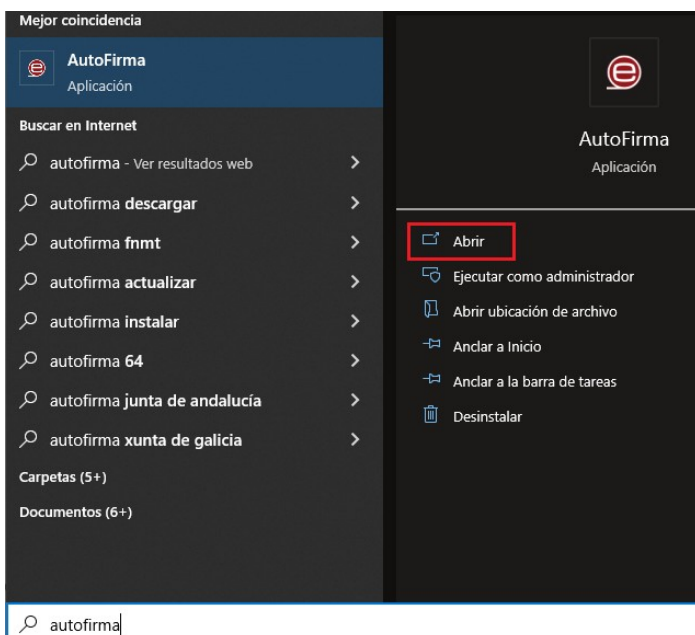 Mejor coincidencia
AutoFirma
Aplicación
Buscar en Internet
autofirma - Ver resultados web
autofirma descargar
autofirma fnmt
autofirma actualizar
autofirma instalar
autofirma 64
autofirma junta de andalucía
autofirma xunta de galicia
Carpetas (5+)
Documentos (6+)
AutoFirma
Aplicación
Abrir
Ejecutar como administrador
Abrir ubicación de archivo
Anclar a Inicio
Anclar a la barra de tareas
Desinstalar
autofirma